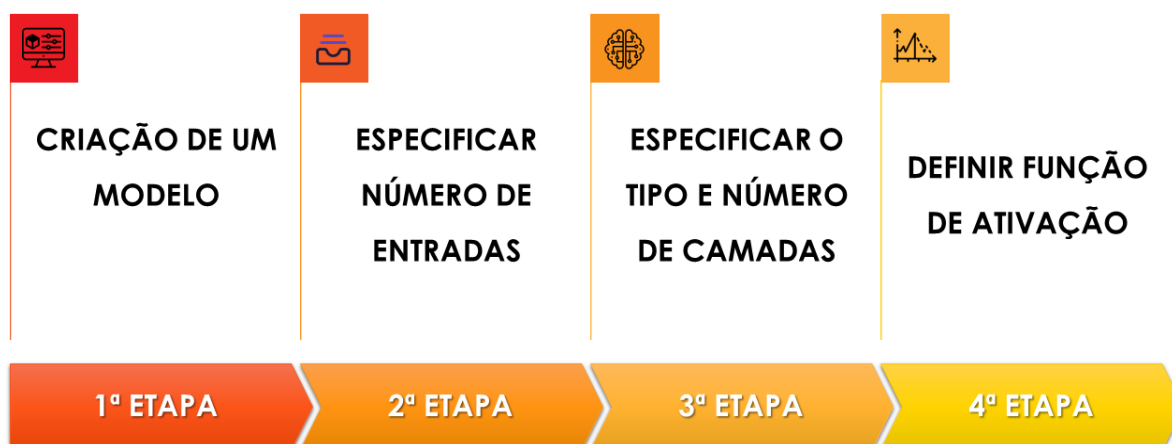 CRIAÇÃO DE UM
MODELO
ESPECIFICAR
NÚMERO DE
ENTRADAS
ESPECIFICAR O
TIPO E NÚMERO
DE CAMADAS
DEFINIR FUNÇÃO
DE ATIVAÇÃO
1ª ETAPA
2ª ETAPA
3ª ETAPA
4ª ETAPA